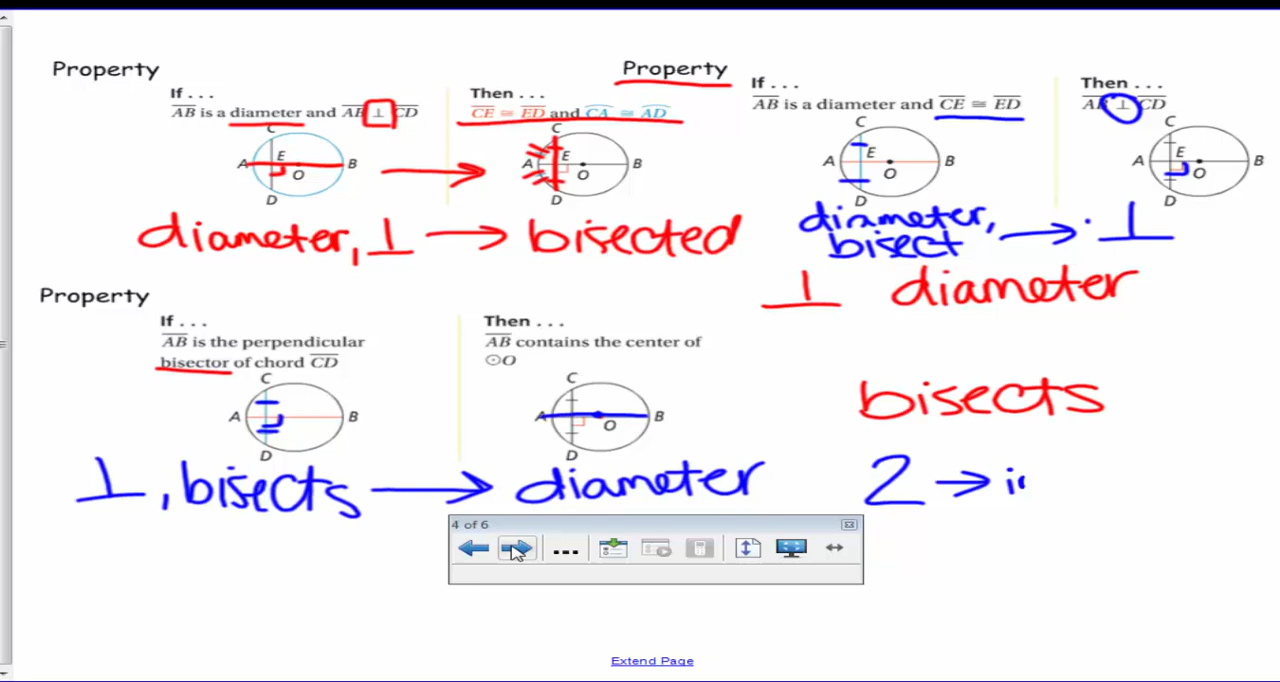 Property
If . . .
AB is a diameter and AB ⊥ CD
C
A E B
O
D
Then . . .
CE ≅ ED and CA ≅ AD
C
A E B
O
D
diameter, ⊥ → bisected
Property
If . . .
AB is a diameter and CE ≅ ED
C
A E B
O
D
Then . . .
AB ⊥ CD
C
A E B
O
D
diameter,
bisect → ⊥
⊥ diameter
bisects
2 →
Property
If . . .
AB is the perpendicular
bisector of chord CD
C
A B
D
Then . . .
AB contains the center of
⊙O
C
A B
O
D
⊥, bisects → diameter
4 of 6
Extend Page